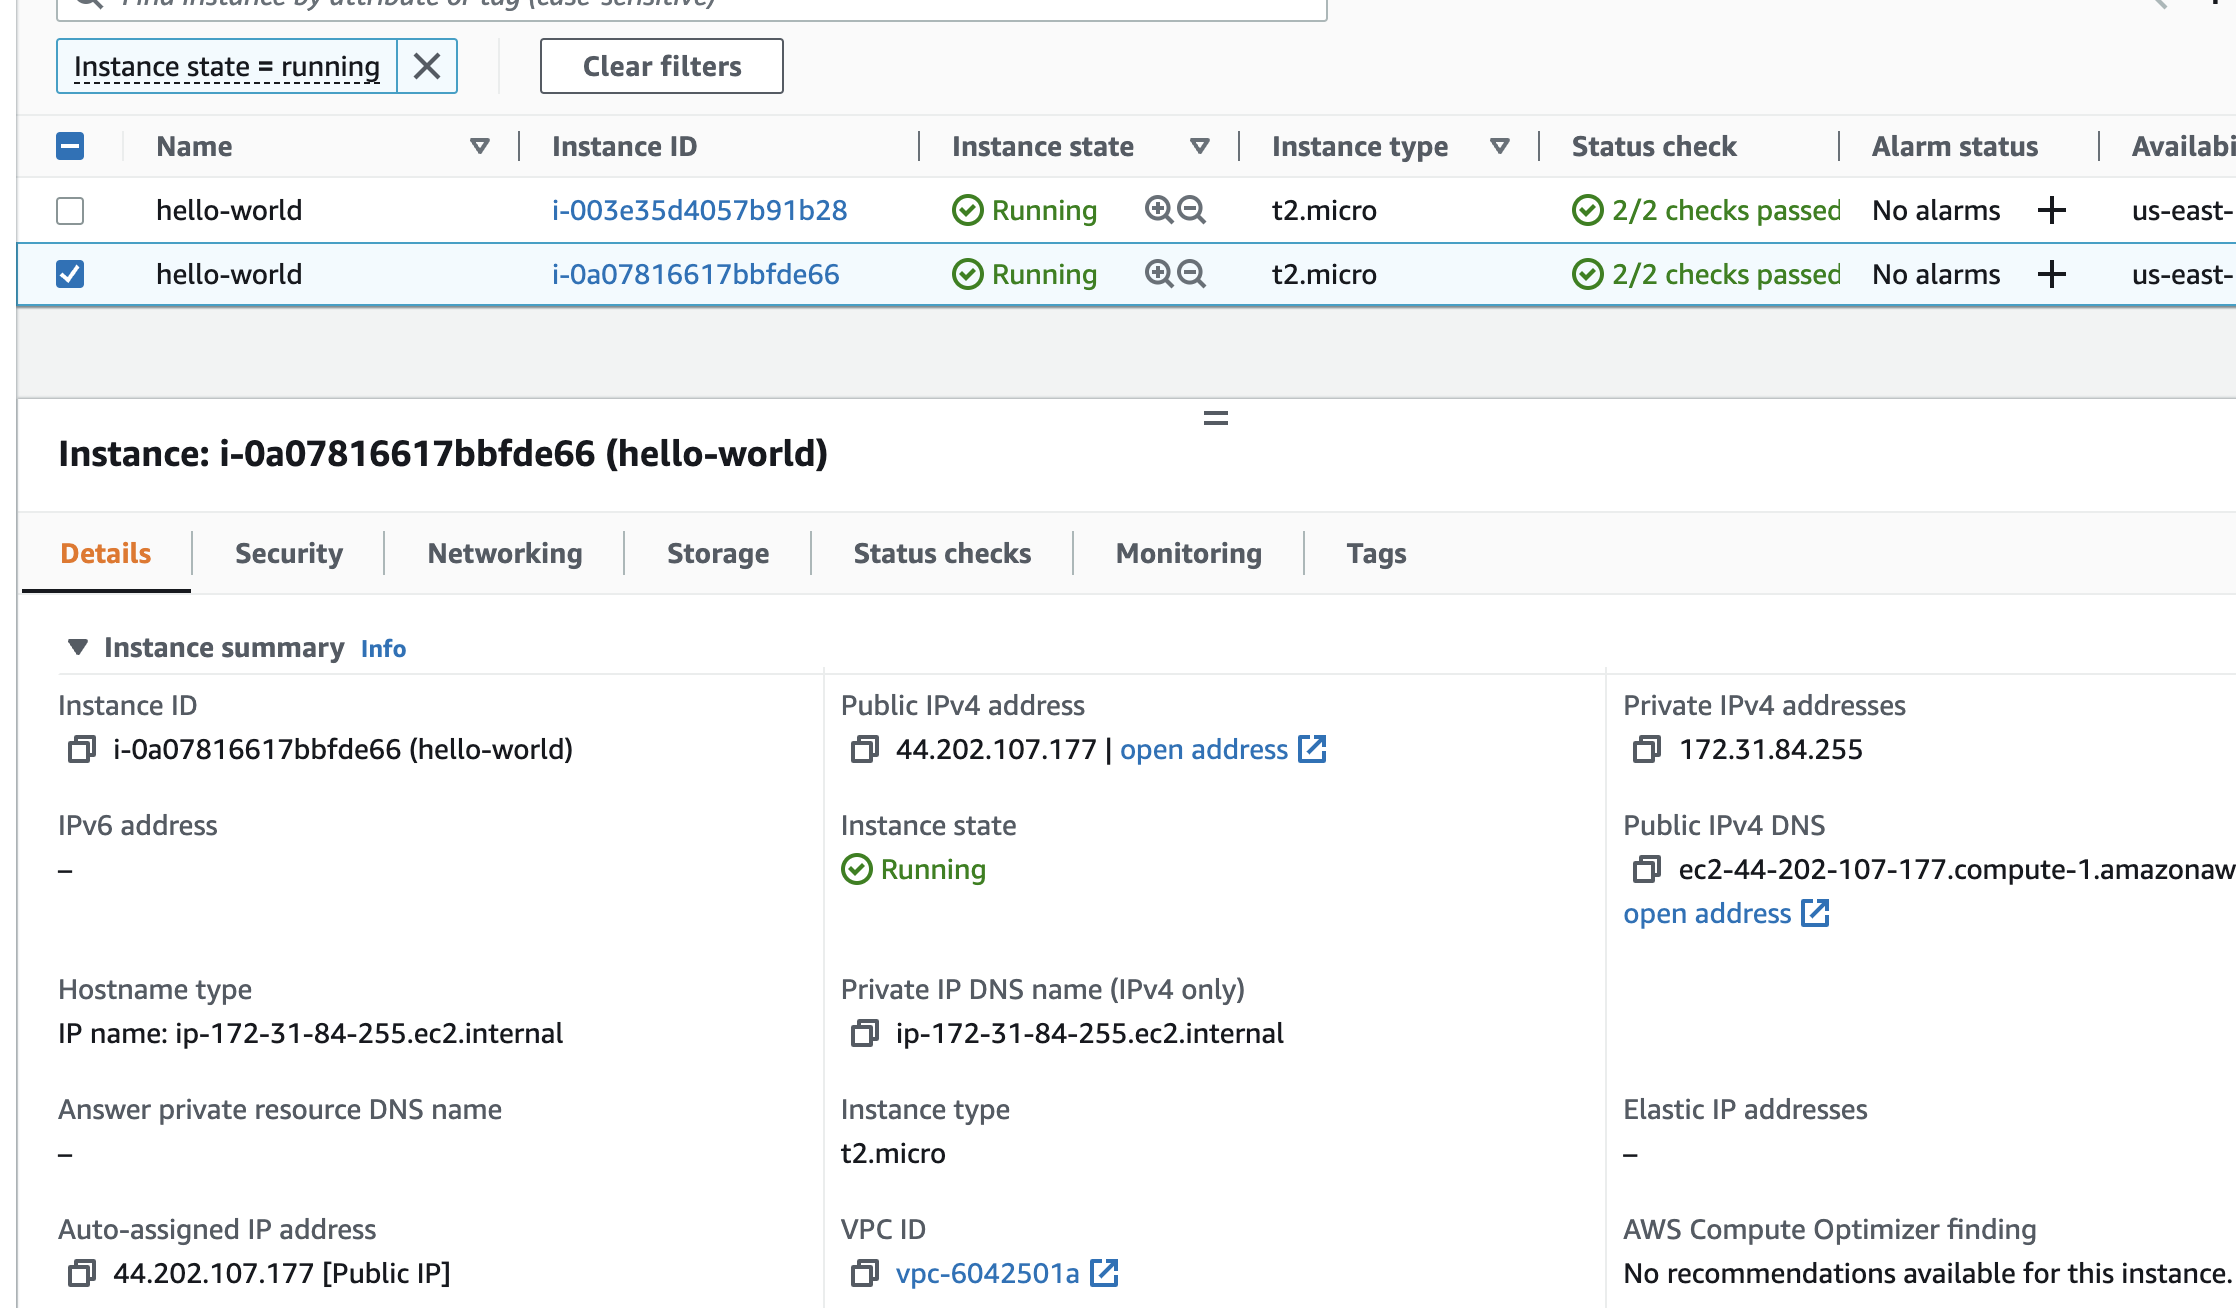 Find instance by attribute or tag (case-sensitive)
Instance state = running
Clear filters
Name Instance ID Instance state Instance type Status check Alarm status Availabi
hello-world i-003e35d4057b91b28 Running t2.micro 2/2 checks passed No alarms + us-east-
hello-world i-0a07816617bbfde66 Running t2.micro 2/2 checks passed No alarms + us-east-
Instance: i-0a07816617bbfde66 (hello-world)
Details Security Networking Storage Status checks Monitoring Tags
Instance summary Info
Instance ID
i-0a07816617bbfde66 (hello-world)
Public IPv4 address
44.202.107.177 | open address
Private IPv4 addresses
172.31.84.255
IPv6 address
–
Instance state
Running
Public IPv4 DNS
ec2-44-202-107-177.compute-1.amazonaw
open address
Hostname type
IP name: ip-172-31-84-255.ec2.internal
Private IP DNS name (IPv4 only)
ip-172-31-84-255.ec2.internal
Answer private resource DNS name
–
Instance type
t2.micro
Elastic IP addresses
–
Auto-assigned IP address
44.202.107.177 [Public IP]
VPC ID
vpc-6042501a
AWS Compute Optimizer finding
No recommendations available for this instance.